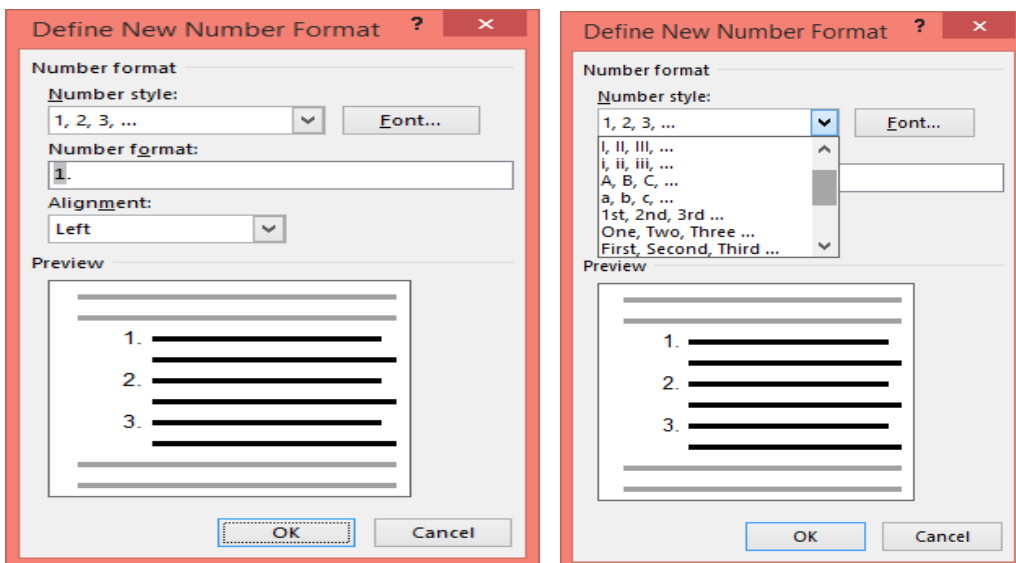 Define New Number Format ? ×
Number format
Number style:
1, 2, 3, ... Font...
Number format:
1.
Alignment:
Left
Preview
1.
2.
3.
OK Cancel
Define New Number Format ? ×
Number format
Number style:
1, 2, 3, ... Font...
I, II, III, ...
i, ii, iii, ...
A, B, C, ...
a, b, c, ...
1st, 2nd, 3rd ...
One, Two, Three ...
First, Second, Third ...
Preview
1.
2.
3.
OK Cancel